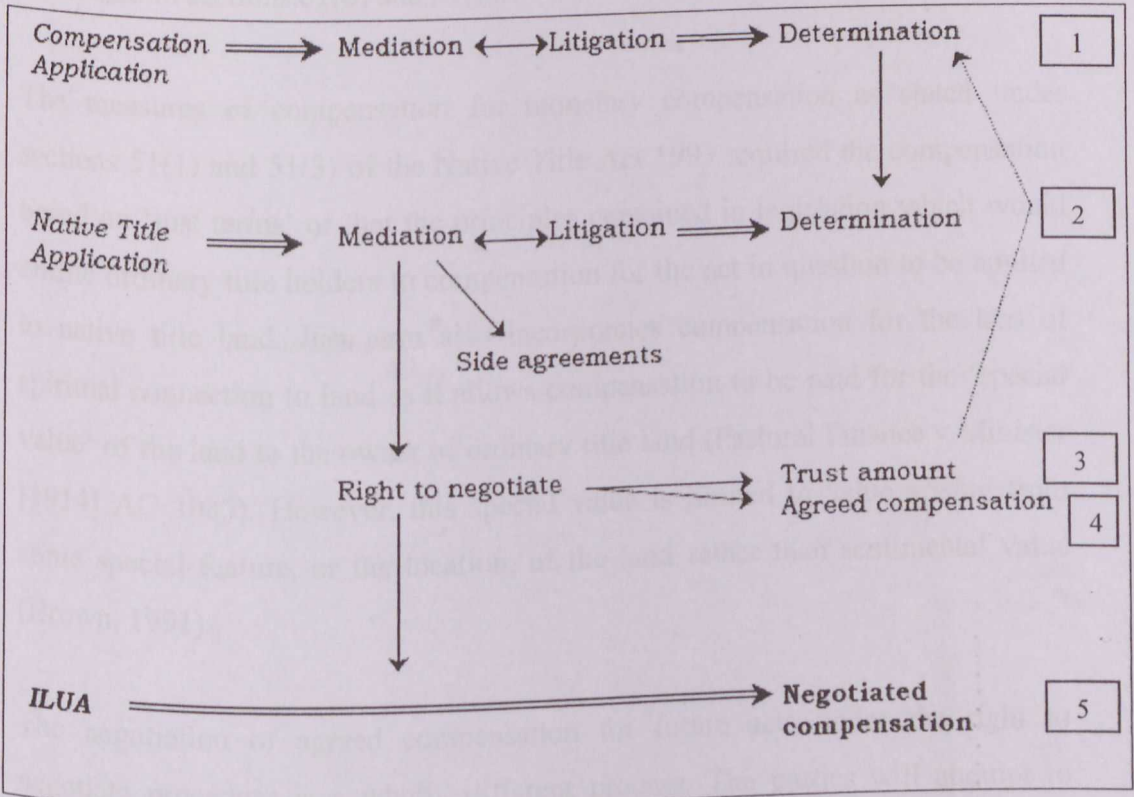 Compensation Mediation Litigation Determination 1
Application
Native Title Mediation Litigation Determination 2
Application
Side agreements
Right to negotiate Trust amount 3
Agreed compensation 4
ILUA Negotiated 5
compensation